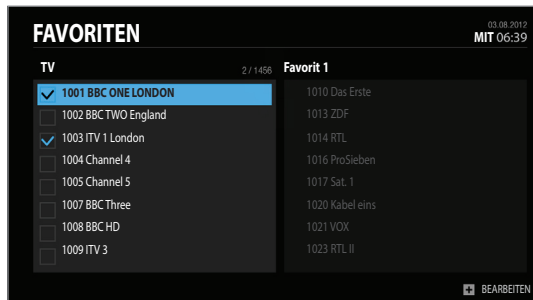 FAVORITEN
03.08.2012
MIT 06:39
TV 2 / 1456
1001 BBC ONE LONDON
1002 BBC TWO England
1003 ITV 1 London
1004 Channel 4
1005 Channel 5
1007 BBC Three
1008 BBC HD
1009 ITV 3
Favorit 1
1010 Das Erste
1013 ZDF
1014 RTL
1016 ProSieben
1017 Sat. 1
1020 Kabel eins
1021 VOX
1023 RTL II
BEARBEITEN